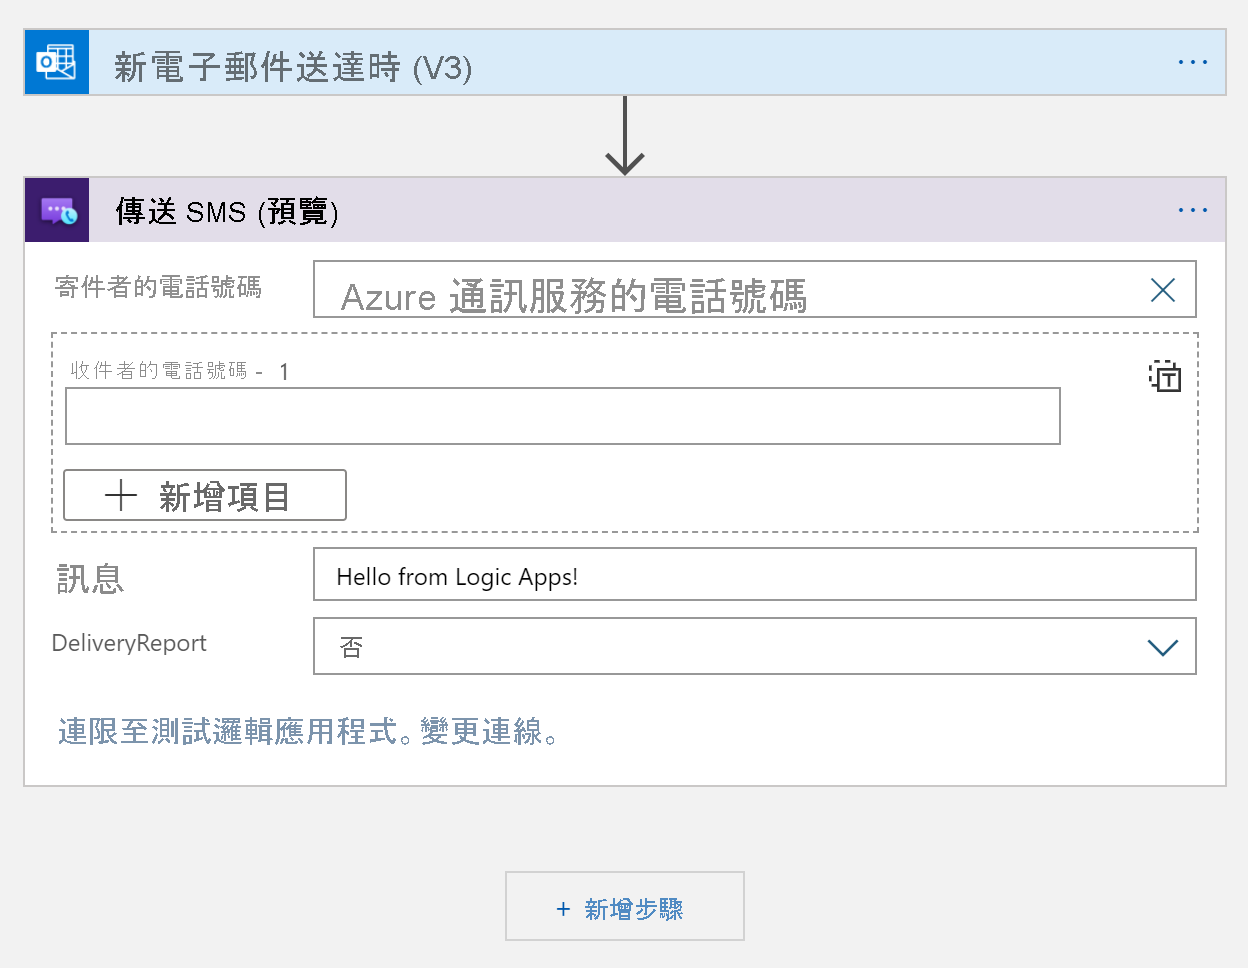 新電子郵件送達時 (V3)
傳送 SMS (預覽)
寄件者的電話號碼
Azure 通訊服務的電話號碼
收件者的電話號碼 - 1
新增項目
訊息
Hello from Logic Apps!
DeliveryReport
否
連限至測試邏輯應用程式。變更連線。
+ 新增步驟